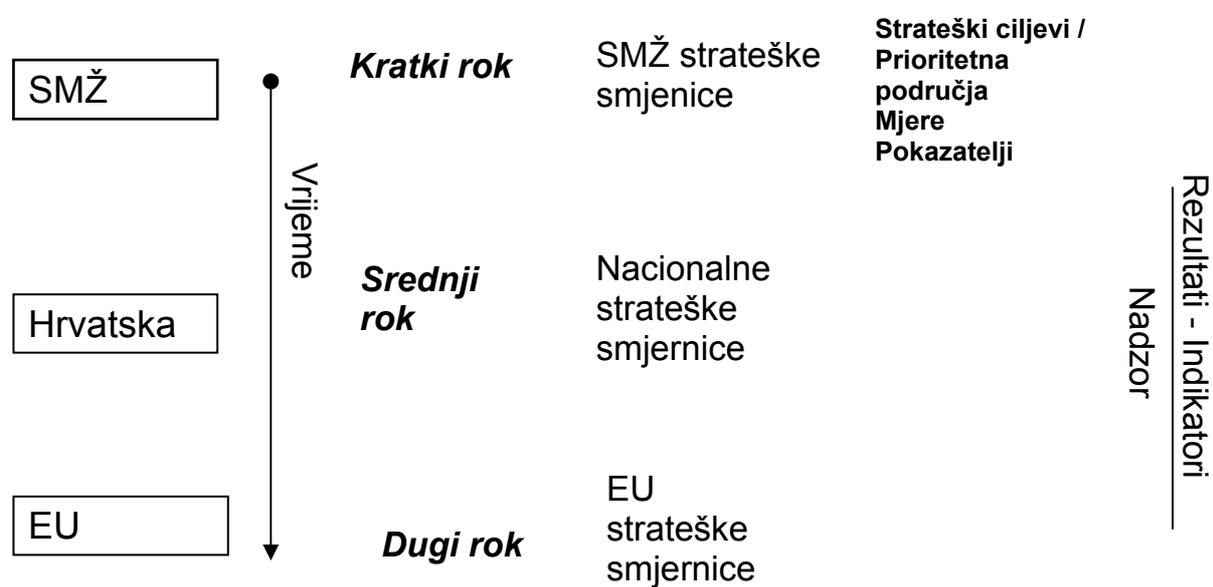 SMŽ
Kratki rok
SMŽ strateške
smjenice
Strateški ciljevi /
Prioritetna
područja
Mjere
Pokazatelji
Vrijeme
Hrvatska
Srednji
rok
Nacionalne
strateške
smjernice
EU
Dugi rok
EU
strateške
smjernice
Rezultati - Indikatori
Nadzor